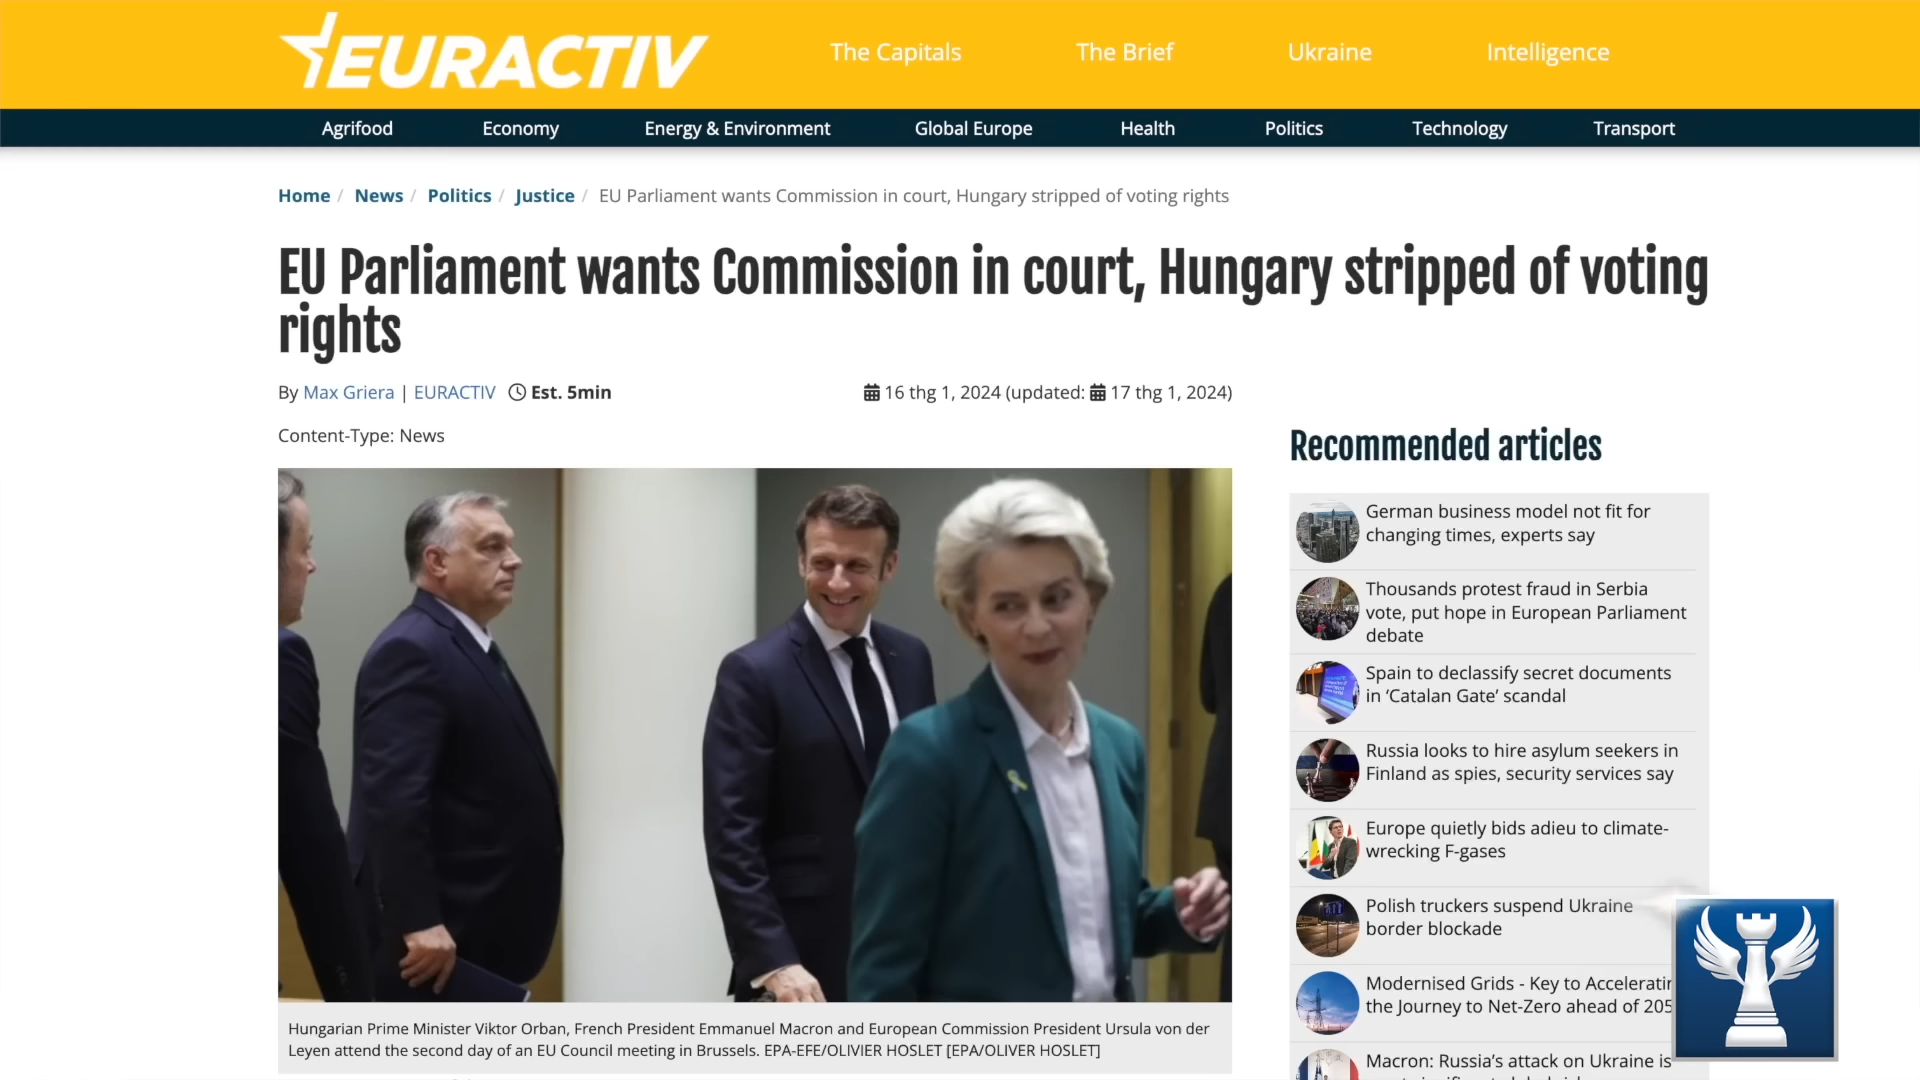 EURACTIV
The Capitals
The Brief
Ukraine
Intelligence
Agrifood
Economy
Energy & Environment
Global Europe
Health
Politics
Technology
Transport
Home / News / Politics / Justice / EU Parliament wants Commission in court, Hungary stripped of voting rights
EU Parliament wants Commission in court, Hungary stripped of voting
rights
By Max Griera | EURACTIV Est. 5min
16 thg 1, 2024 (updated: 17 thg 1, 2024)
Content-Type: News
Hungarian Prime Minister Viktor Orban, French President Emmanuel Macron and European Commission President Ursula von der
Leyen attend the second day of an EU Council meeting in Brussels. EPA-EFE/OLIVIER HOSLET [EPA/OLIVER HOSLET]
Recommended articles
German business model not fit for
changing times, experts say
Thousands protest fraud in Serbia
vote, put hope in European Parliament
debate
Spain to declassify secret documents
in ‘Catalan Gate’ scandal
Russia looks to hire asylum seekers in
Finland as spies, security services say
Europe quietly bids adieu to climate-
wrecking F-gases
Polish truckers suspend Ukraine
border blockade
Modernised Grids - Key to
the Journey to Net-Zero ahead of
Macron: Russia’s attack on Ukraine is